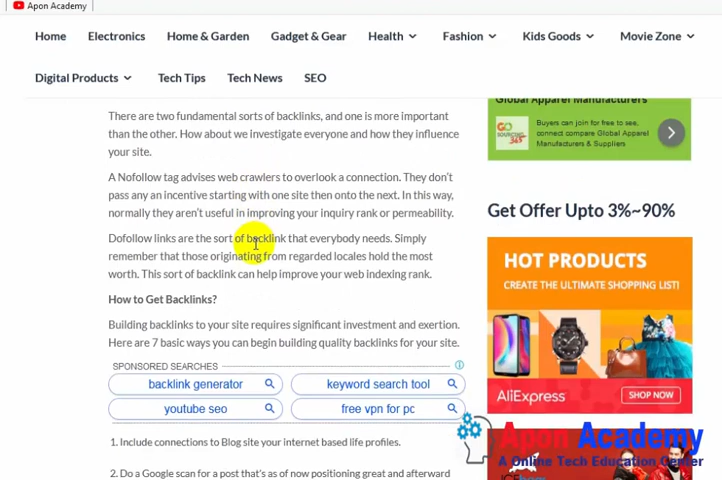 Apon Academy
Home Electronics Home & Garden Gadget & Gear Health Fashion Kids Goods Movie Zone
Digital Products Tech Tips Tech News SEO
There are two fundamental sorts of backlinks, and one is more important
than the other. How about we investigate everyone and how they influence
your site.
A Nofollow tag advises web crawlers to overlook a connection. They don't
pass any an incentive starting with one site then onto the next. In this way,
normally they aren't useful in improving your inquiry rank or permeability.
Dofollow links are the sort of backlink that everybody needs. Simply
remember that those originating from regarded locales hold the most
worth. This sort of backlink can help improve your web indexing rank.
How to Get Backlinks?
Building backlinks to your site requires significant investment and exertion.
Here are 7 basic ways you can begin building quality backlinks for your site.
SPONSORED SEARCHES
backlink generator keyword search tool
youtube seo free vpn for pc
1. Include connections to Blog site your internet based life profiles.
2. Do a Google scan for a post that's as of now positioning great and afterward
Global Apparel Manufacturers
GO SOURCING 365
Buyers can join for free to see,
connect compare Global Apparel
Manufacturers & Suppliers
Get Offer Upto 3%~90%
HOT PRODUCTS
CREATE THE ULTIMATE SHOPPING LIST!
AliExpress SHOP NOW
Apon Academy
A Online Tech Education Center